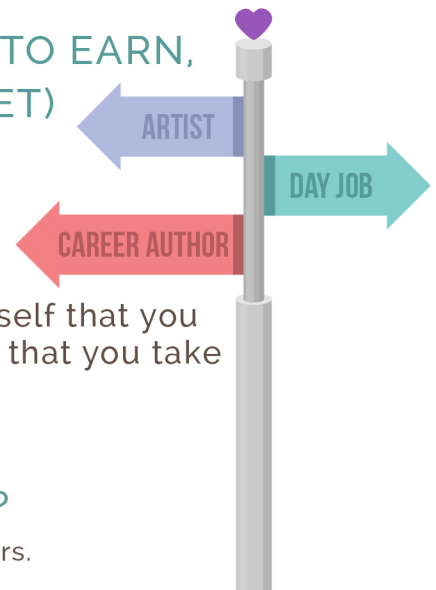 TO EARN,
ET)
ARTIST
DAY JOB
CAREER AUTHOR
self that you
that you take
?
rs.